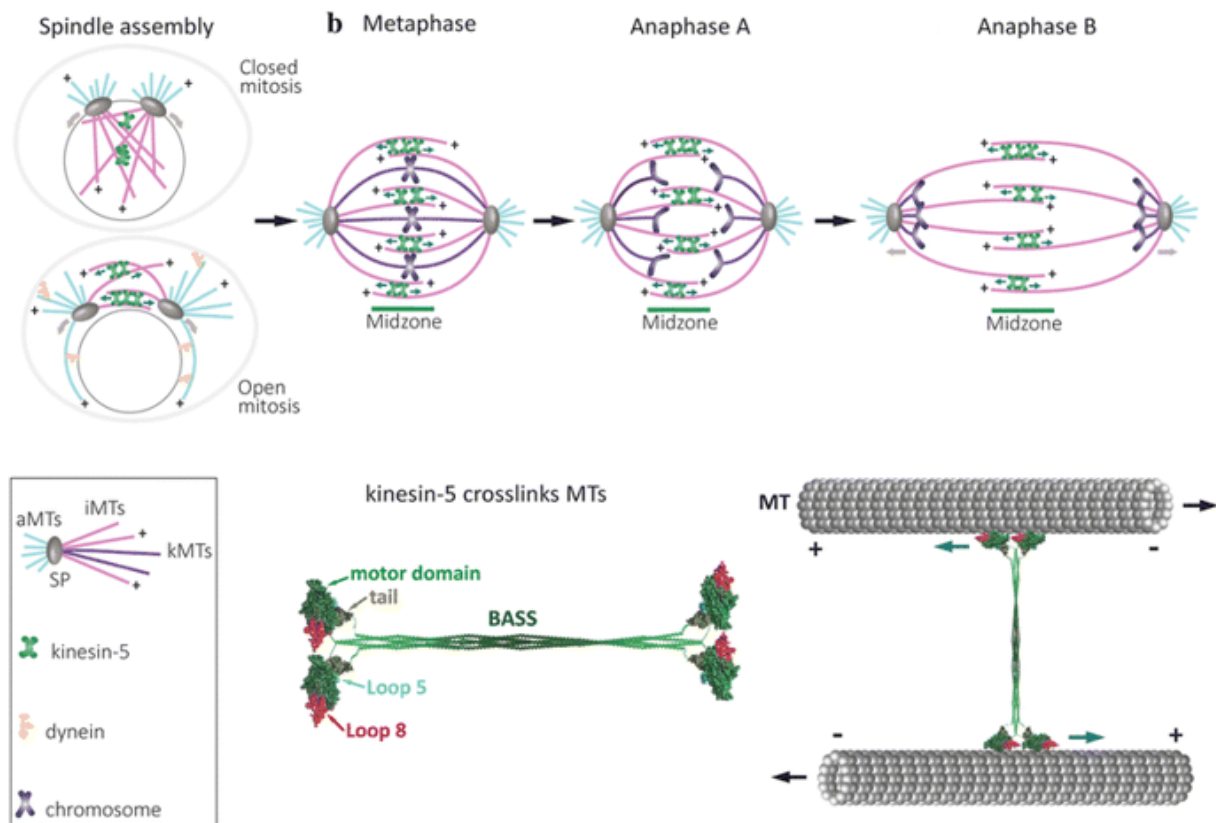 Spindle assembly
Closed
mitosis
+
+
+
+
+
Open
mitosis
+
+
+
+
b Metaphase
Anaphase A
Anaphase B
+
+
+
+
+
+
+
+
Midzone
+
+
+
+
+
+
+
+
Midzone
+
+
+
+
+
+
+
+
Midzone
aMTs
iMTs
+
kMTs
SP
+
kinesin-5
dynein
chromosome
kinesin-5 crosslinks MTs
motor domain
tail
BASS
Loop 5
Loop 8
MT
+ -
- +